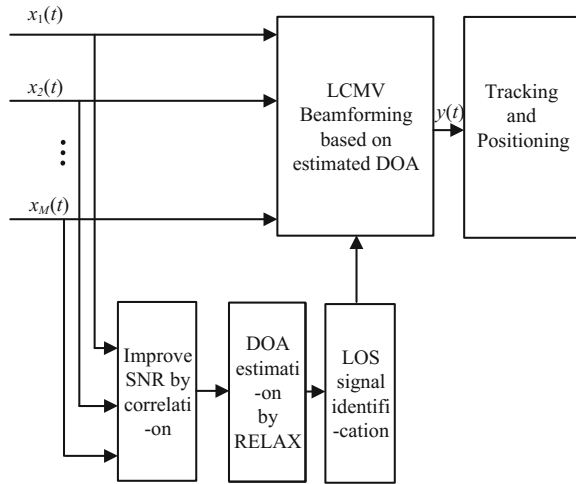 x₁(t)
x₂(t)
x_M(t)
LCMV
Beamforming
based on
estimated DOA
y(t)
Tracking
and
Positioning
Improve
SNR by
correlati
-on
DOA
estimati
-on
by
RELAX
LOS
signal
identifi
-cation